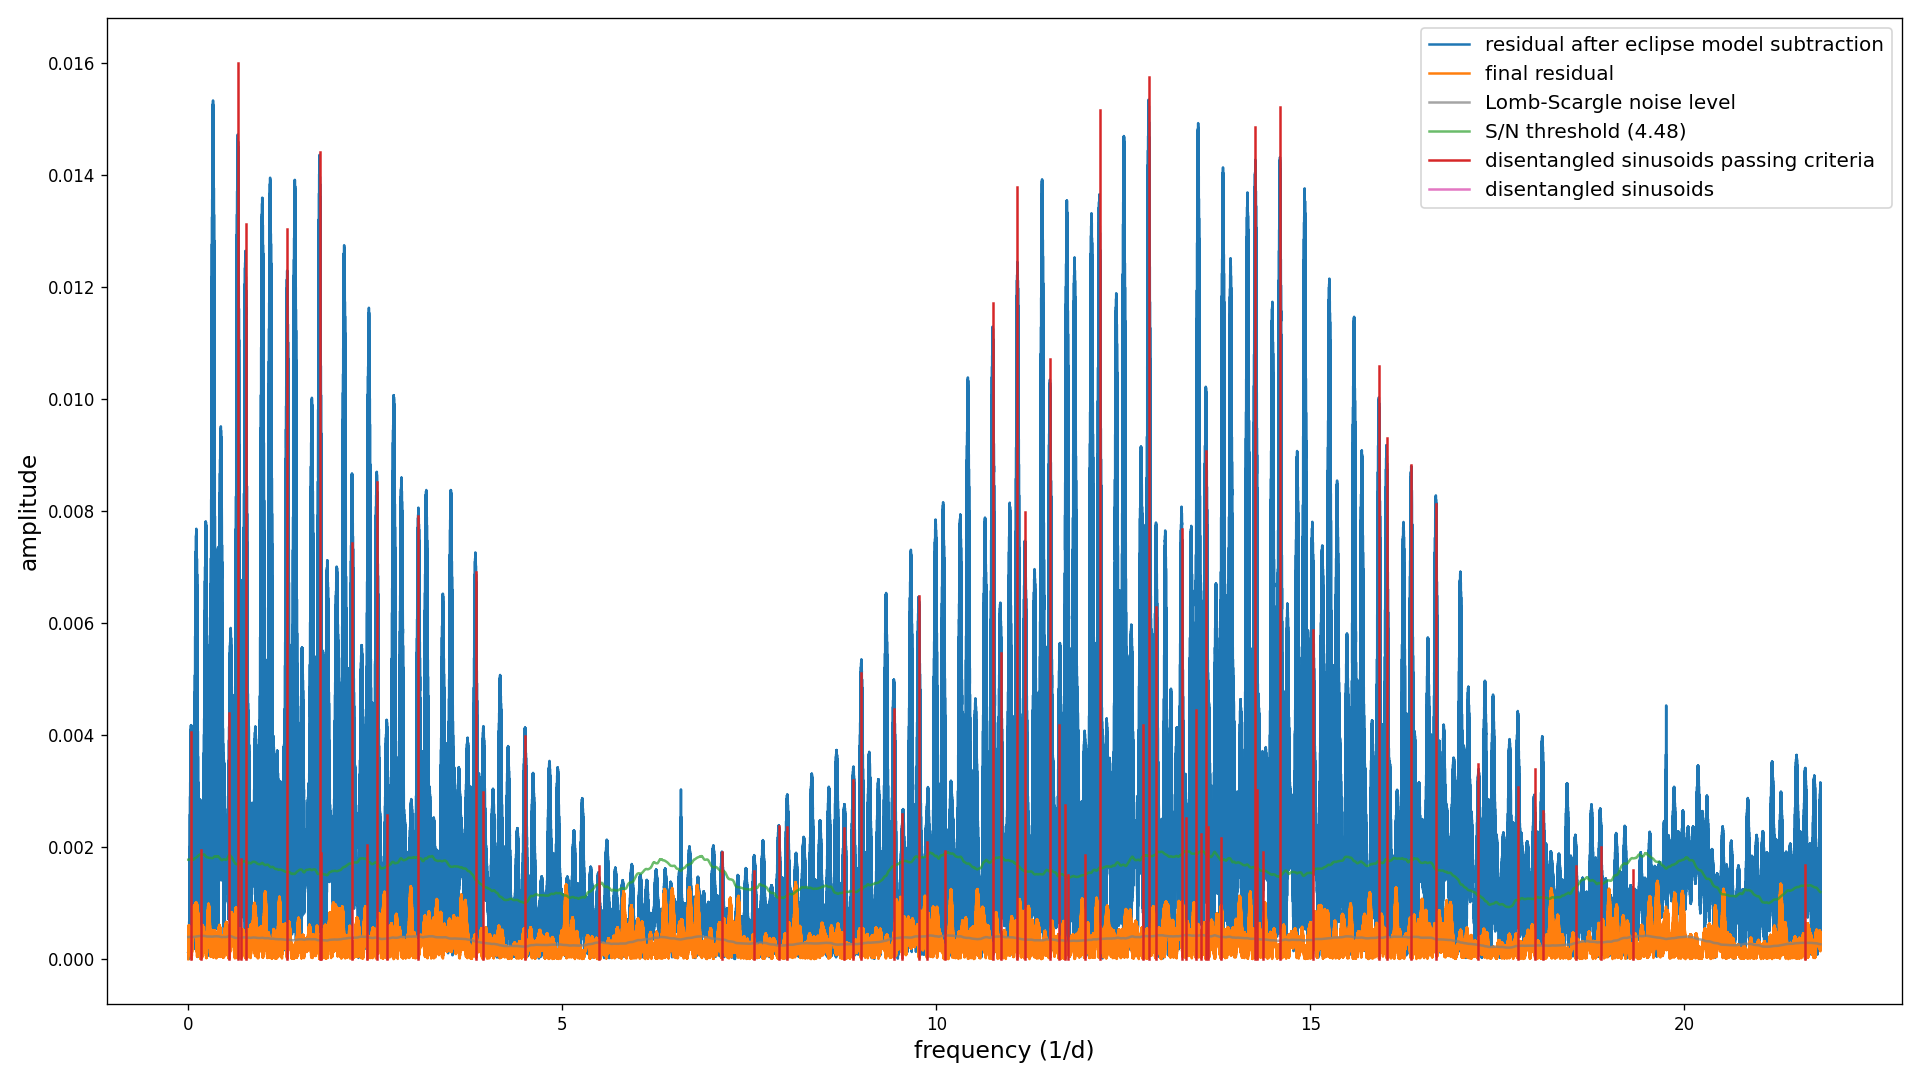 residual after eclipse model subtraction
final residual
Lomb-Scargle noise level
S/N threshold (4.48)
disentangled sinusoids passing criteria
disentangled sinusoids
amplitude
0.016
0.014
0.012
0.010
0.008
0.006
0.004
0.002
0.000
0 5 10 15 20
frequency (1/d)